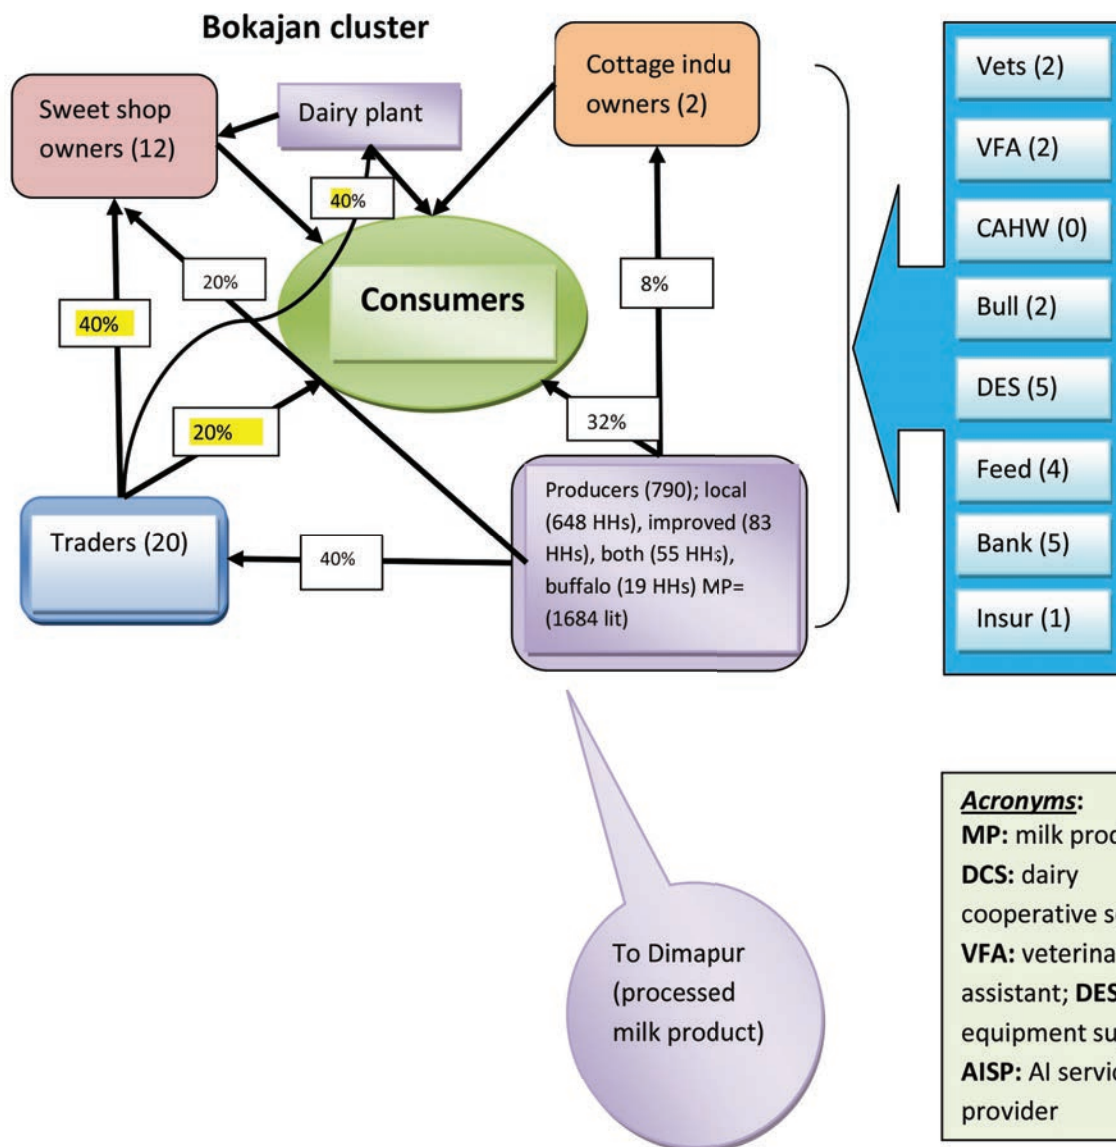 Bokajan cluster
Sweet shop
owners (12)
Dairy plant
Cottage indu
owners (2)
40%
Consumers
20%
8%
40%
20%
32%
Traders (20)
40%
Producers (790); local
(648 HHs), improved (83
HHs), both (55 HHs),
buffalo (19 HHs) MP=
(1684 lit)
To Dimapur
(processed
milk product)
Vets (2)
VFA (2)
CAHW (0)
Bull (2)
DES (5)
Feed (4)
Bank (5)
Insur (1)
Acronyms:
MP: milk prod
DCS: dairy
cooperative s
VFA: veterina
assistant; DES
equipment su
AISP: AI servic
provider